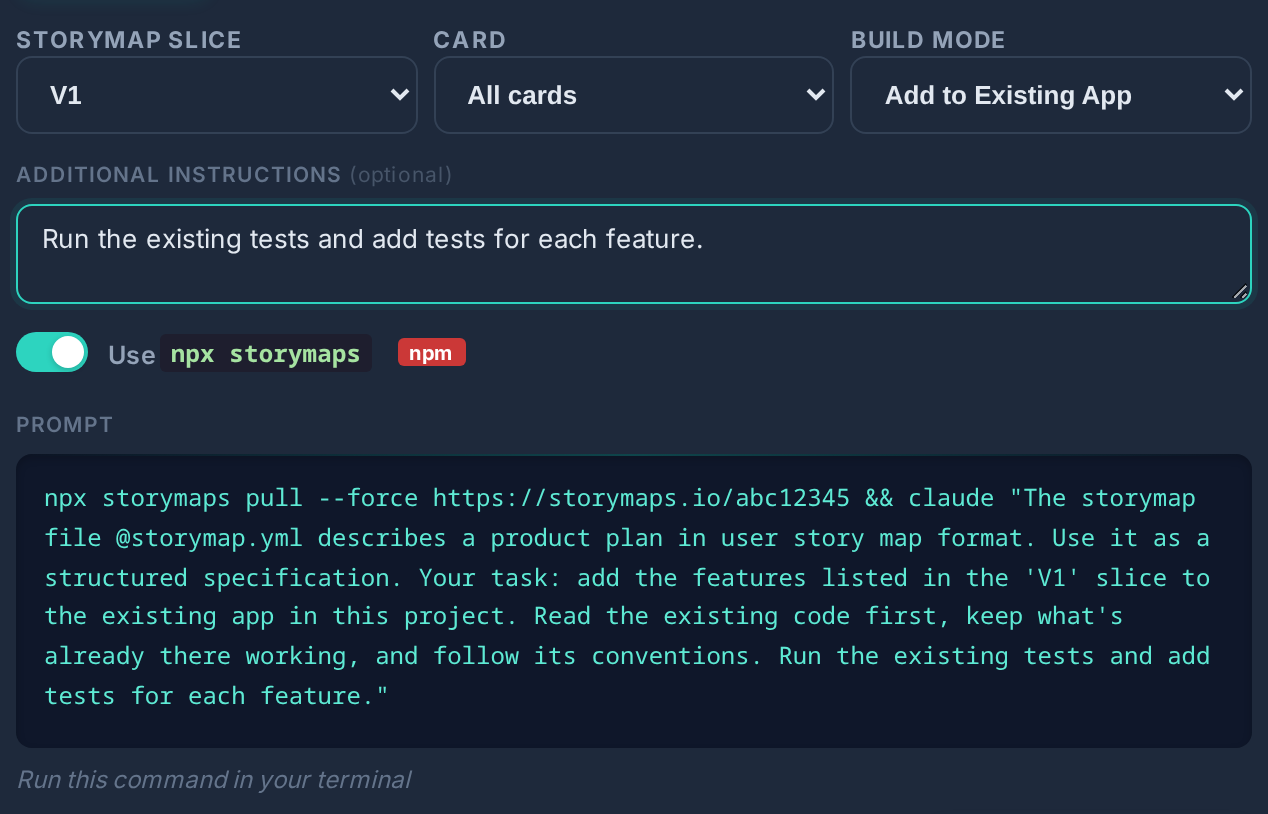 STORYMAP SLICE CARD BUILD MODE
V1 All cards Add to Existing App
ADDITIONAL INSTRUCTIONS (optional)
Run the existing tests and add tests for each feature.
Use npx storymaps npm
PROMPT
npx storymaps pull --force https://storymaps.io/abc12345 && claude "The storymap
file @storymap.yml describes a product plan in user story map format. Use it as a
structured specification. Your task: add the features listed in the 'V1' slice to
the existing app in this project. Read the existing code first, keep what's
already there working, and follow its conventions. Run the existing tests and add
tests for each feature."
Run this command in your terminal